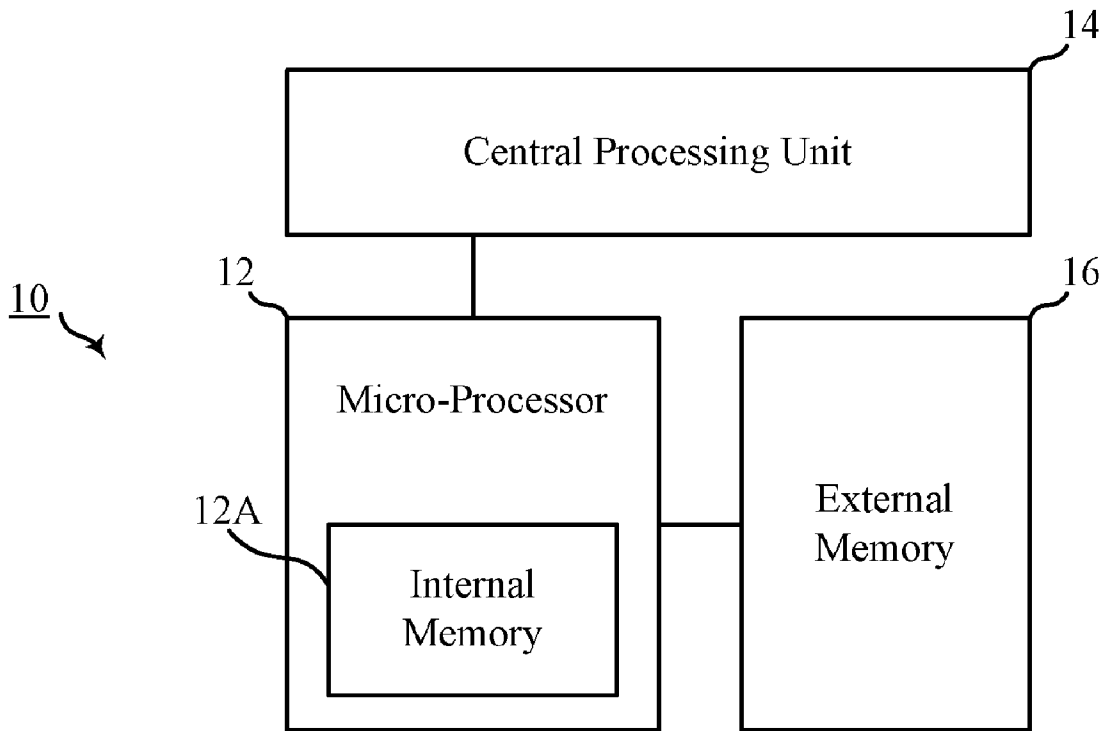 14
Central Processing Unit
10
12
16
Micro-Processor
12A
Internal
Memory
External
Memory